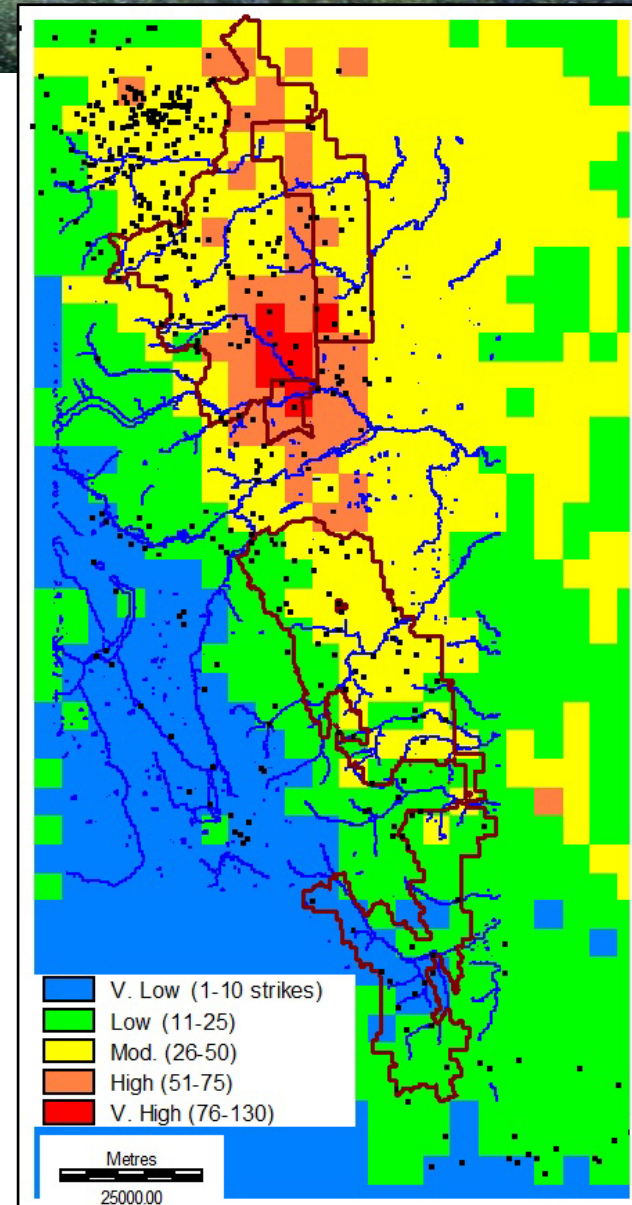 V. Low (1-10 strikes)
Low (11-25)
Mod. (26-50)
High (51-75)
V. High (76-130)
Metres
25000.00